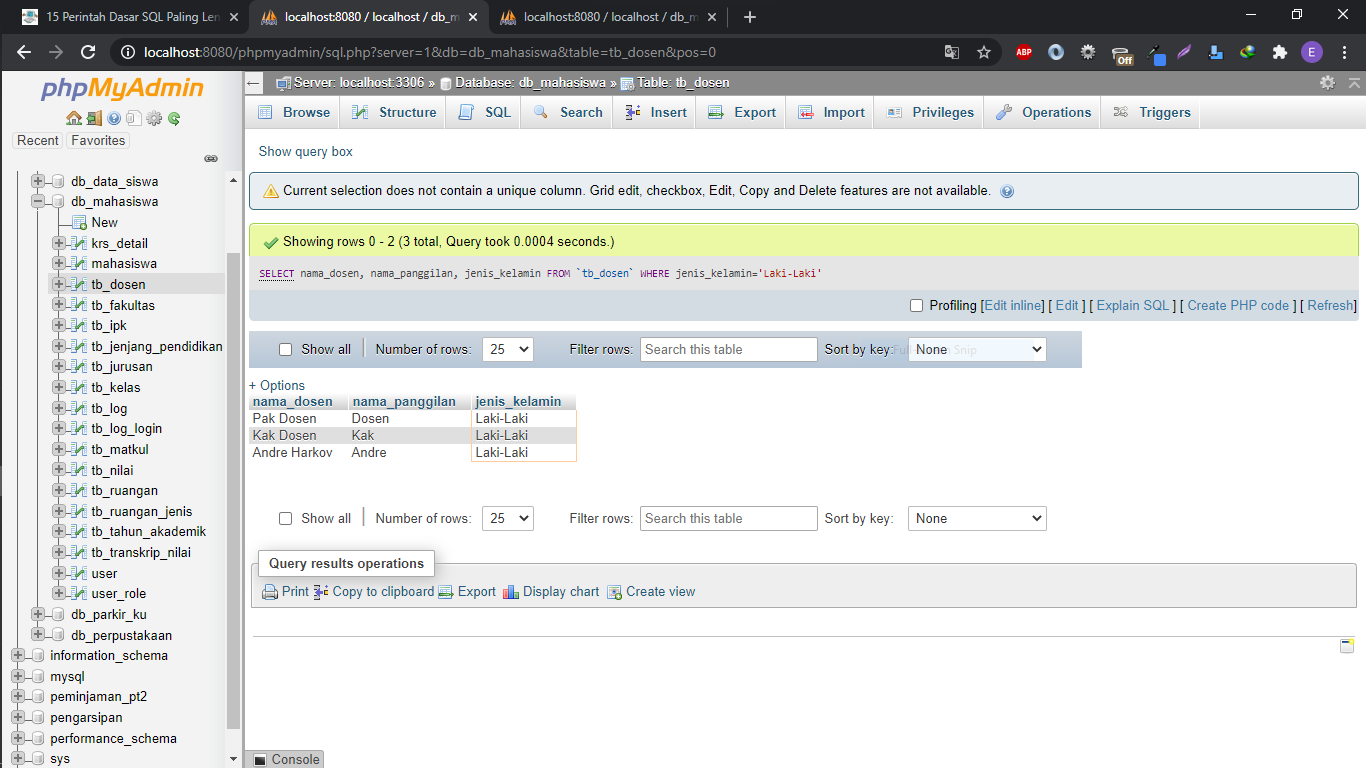 15 Perintah Dasar SQL Paling Len
localhost:8080 / localhost / db_m
localhost:8080 / localhost / db_m
localhost:8080/phpmyadmin/sql.php?server=1&db=db_mahasiswa&table=tb_dosen&pos=0
ABP
Off
E
phpMyAdmin
Recent Favorites
db_data_siswa
db_mahasiswa
New
krs_detail
mahasiswa
tb_dosen
tb_fakultas
tb_ipk
tb_jenjang_pendidikan
tb_jurusan
tb_kelas
tb_log
tb_log_login
tb_matkul
tb_nilai
tb_ruangan
tb_ruangan_jenis
tb_tahun_akademik
tb_transkrip_nilai
user
user_role
db_parkir_ku
db_perpustakaan
information_schema
mysql
peminjaman_pt2
pengarsipan
performance_schema
sys
Server: localhost:3306 » Database: db_mahasiswa » Table: tb_dosen
Browse Structure SQL Search Insert Export Import Privileges Operations Triggers
Show query box
Current selection does not contain a unique column. Grid edit, checkbox, Edit, Copy and Delete features are not available.
Showing rows 0 - 2 (3 total, Query took 0.0004 seconds.)
SELECT nama_dosen, nama_panggilan, jenis_kelamin FROM `tb_dosen` WHERE jenis_kelamin='Laki-Laki'
Profiling [Edit inline] [ Edit ] [ Explain SQL ] [ Create PHP code ] [ Refresh]
Show all Number of rows: 25 Filter rows: Search this table Sort by key: None
+ Options
nama_dosen nama_panggilan jenis_kelamin
Pak Dosen Dosen Laki-Laki
Kak Dosen Kak Laki-Laki
Andre Harkov Andre Laki-Laki
Show all Number of rows: 25 Filter rows: Search this table Sort by key: None
Query results operations
Print Copy to clipboard Export Display chart Create view
Console